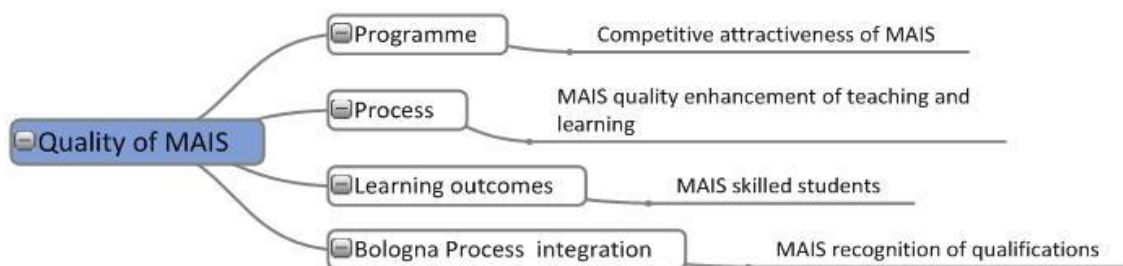 Programme
Competitive attractiveness of MAIS
Process
MAIS quality enhancement of teaching and
learning
Quality of MAIS
Learning outcomes
MAIS skilled students
Bologna Process integration
MAIS recognition of qualifications